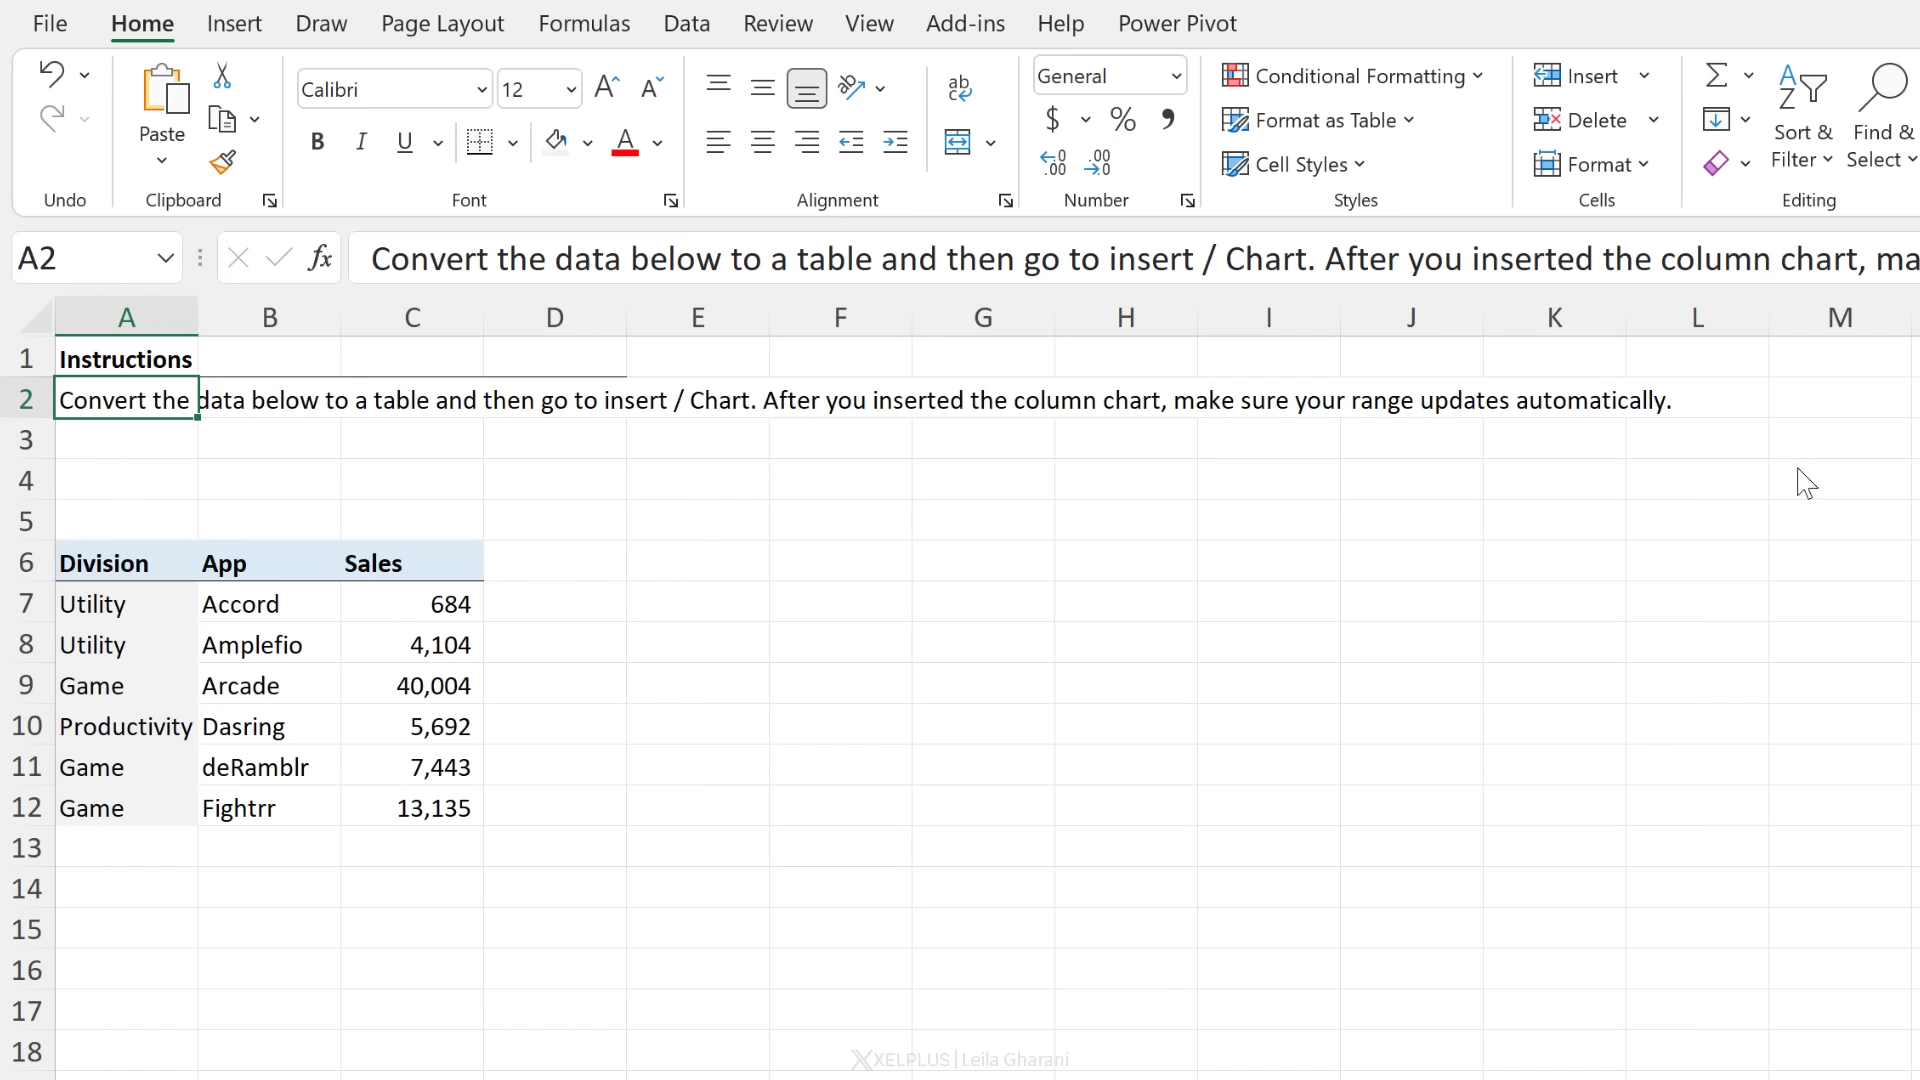 File Home Insert Draw Page Layout Formulas Data Review View Add-ins Help Power Pivot
Paste
Calibri 12
B I U A
ab
General
$ % ,
.00 .00
Conditional Formatting
Format as Table
Cell Styles
Insert
Delete
Format
Sort &
Filter
Find &
Select
Undo Clipboard Font Alignment Number Styles Cells Editing
A2 fx Convert the data below to a table and then go to insert / Chart. After you inserted the column chart, ma
A B C D E F G H I J K L M
1 Instructions
2 Convert the data below to a table and then go to insert / Chart. After you inserted the column chart, make sure your range updates automatically.
3
4
5
6 Division App Sales
7 Utility Accord 684
8 Utility Amplefio 4,104
9 Game Arcade 40,004
10 Productivity Dasring 5,692
11 Game deRamblr 7,443
12 Game Fightrr 13,135
13
14
15
16
17
18
XELPLUS | Leila Gharani